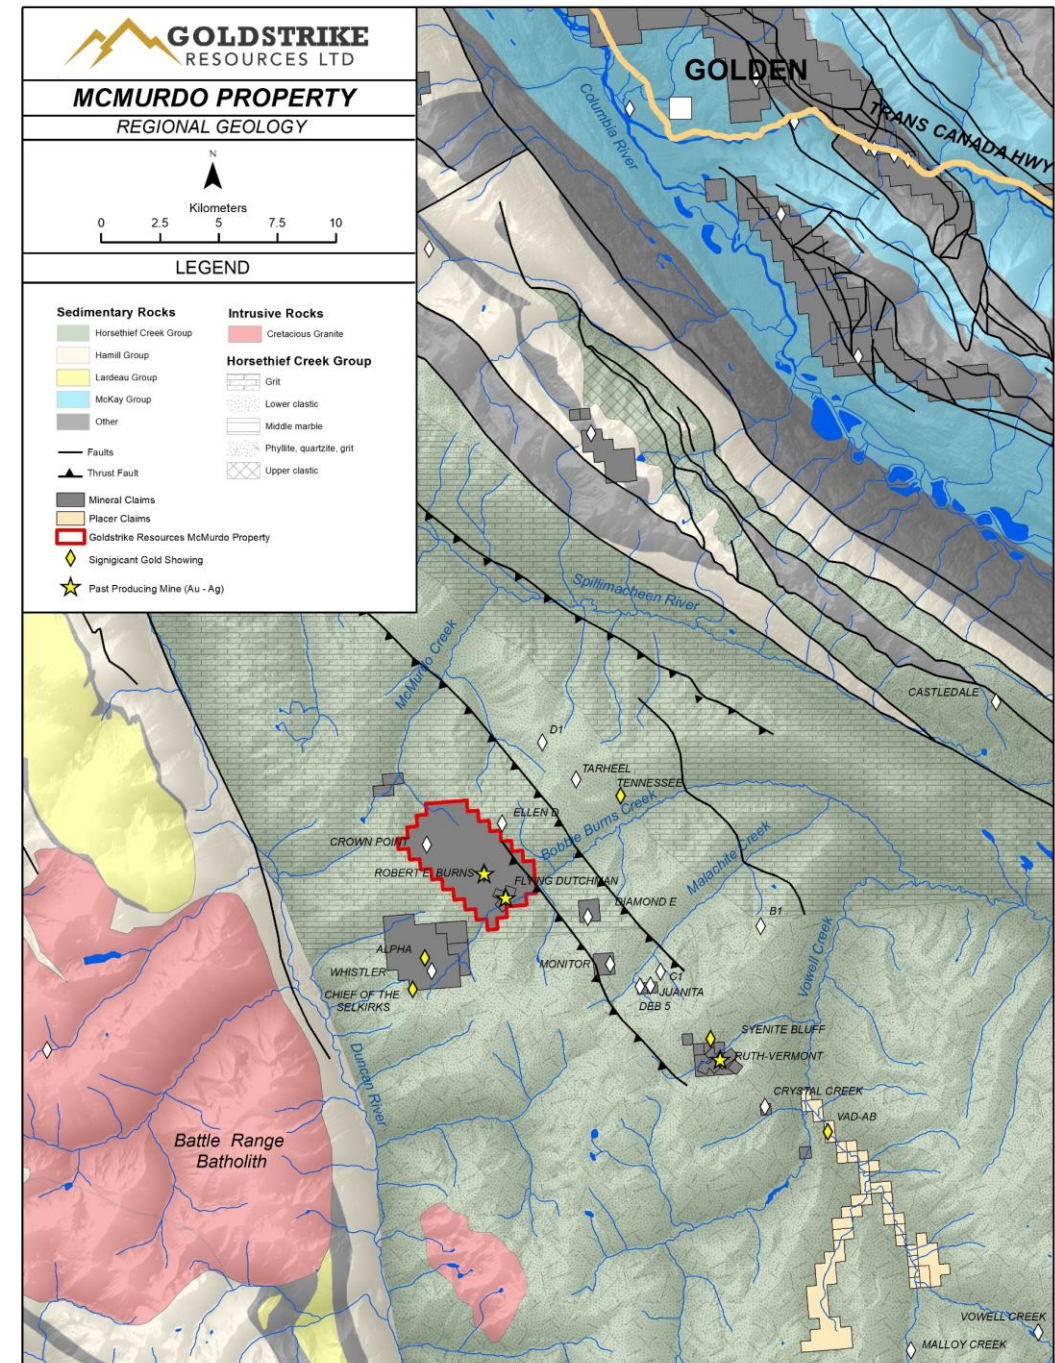 GOLDSTRIKE
RESOURCES LTD
MCMURDO PROPERTY
REGIONAL GEOLOGY
N
Kilometers
0 2.5 5 7.5 10
LEGEND
Sedimentary Rocks
Horsethief Creek Group
Hamill Group
Lardeau Group
McKay Group
Other
Faults
Thrust Fault
Mineral Claims
Placer Claims
Goldstrike Resources McMurdo Property
Signigicant Gold Showing
Past Producing Mine (Au - Ag)
Intrusive Rocks
Cretacious Granite
Horsethief Creek Group
Grit
Lower clastic
Middle marble
Phyllite, quartzite, grit
Upper clastic
GOLDEN
Columbia River
TRANS CANADA HWY
Spillimacheen River
McMurdo Creek
CASTLEDALE
D1
TARHEEL
TENNESSEE
ELLEN D
Bobbie Burns Creek
CROWN POINT
Malachite Creek
ROBERT E. BURNS
FLYING DUTCHMAN
DIAMOND E
B1
ALPHA
WHISTLER
CHIEF OF THE
SELKIRKS
MONITOR
C1
JUANITA
DEB 5
Vowell Creek
SYENITE BLUFF
RUTH-VERMONT
Duncan River
CRYSTAL CREEK
VAD-AB
Battle Range
Batholith
VOWELL CREEK
MALLOY CREEK